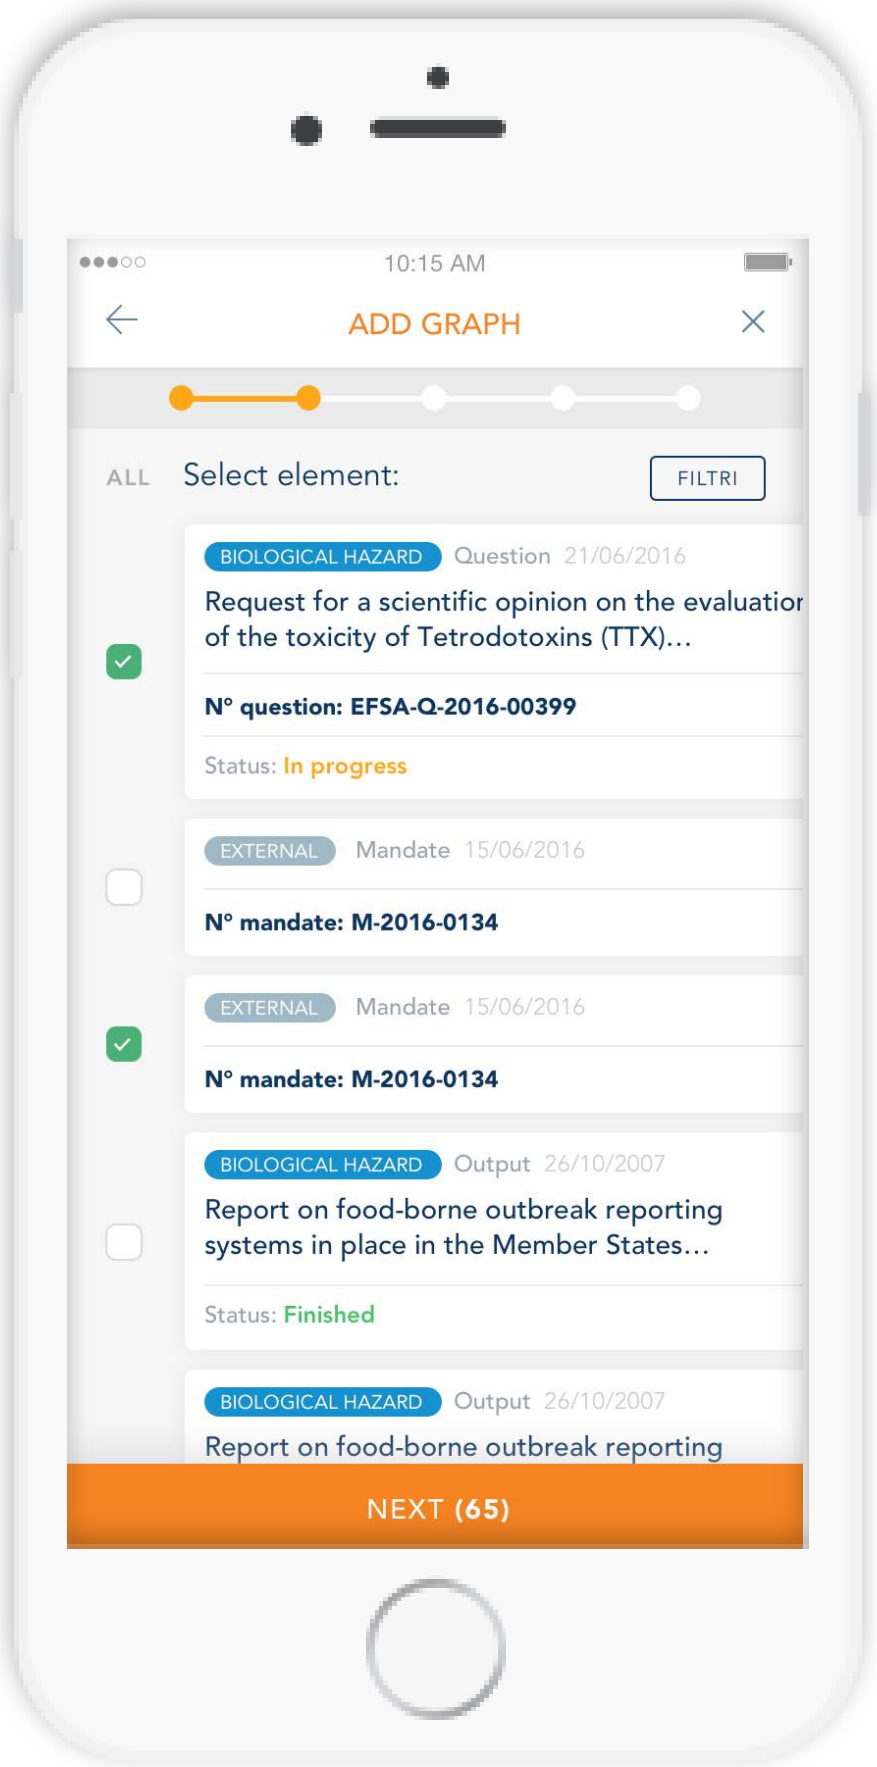 10:15 AM
ADD GRAPH
ALL Select element: FILTRI
BIOLOGICAL HAZARD Question 21/06/2016
Request for a scientific opinion on the evaluation
of the toxicity of Tetrodotoxins (TTX)...
N° question: EFSA-Q-2016-00399
Status: In progress
EXTERNAL Mandate 15/06/2016
N° mandate: M-2016-0134
EXTERNAL Mandate 15/06/2016
N° mandate: M-2016-0134
BIOLOGICAL HAZARD Output 26/10/2007
Report on food-borne outbreak reporting
systems in place in the Member States...
Status: Finished
BIOLOGICAL HAZARD Output 26/10/2007
Report on food-borne outbreak reporting
NEXT (65)